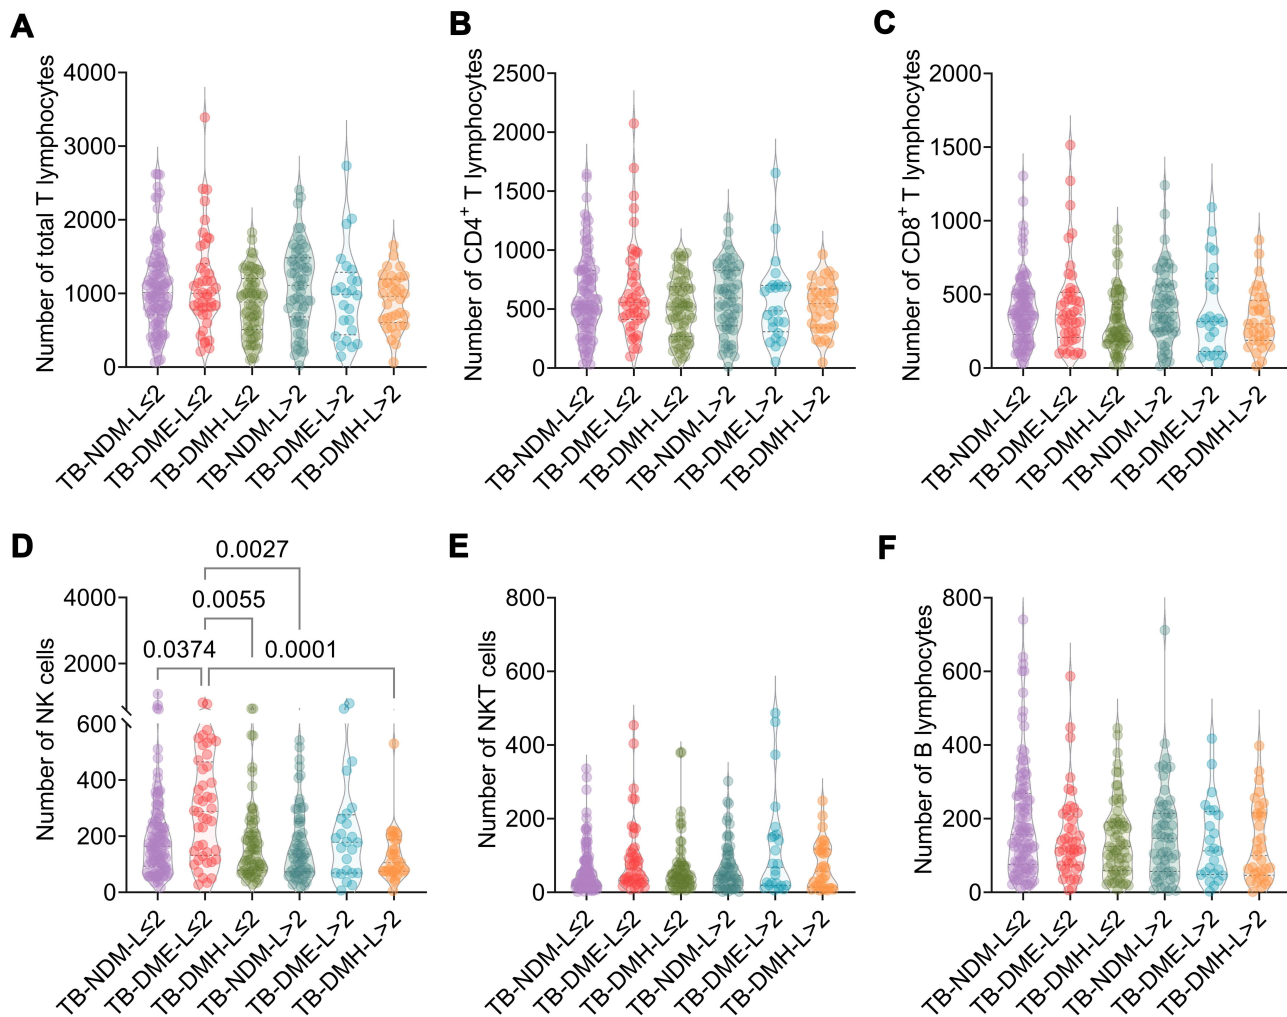 A
Number of total T lymphocytes
4000
3000
2000
1000
0
TB-NDM-L≤2
TB-DME-L≤2
TB-DMH-L≤2
TB-NDM-L>2
TB-DME-L>2
TB-DMH-L>2
B
Number of CD4⁺ T lymphocytes
2500
2000
1500
1000
500
0
TB-NDM-L≤2
TB-DME-L≤2
TB-DMH-L≤2
TB-NDM-L>2
TB-DME-L>2
TB-DMH-L>2
C
Number of CD8⁺ T lymphocytes
2000
1500
1000
500
0
TB-NDM-L≤2
TB-DME-L≤2
TB-DMH-L≤2
TB-NDM-L>2
TB-DME-L>2
TB-DMH-L>2
D
Number of NK cells
0.0027
0.0055
0.0374
0.0001
4000
2000
600
400
200
0
TB-NDM-L≤2
TB-DME-L≤2
TB-DMH-L≤2
TB-NDM-L>2
TB-DME-L>2
TB-DMH-L>2
E
Number of NKT cells
800
600
400
200
0
TB-NDM-L≤2
TB-DME-L≤2
TB-DMH-L≤2
TB-NDM-L>2
TB-DME-L>2
TB-DMH-L>2
F
Number of B lymphocytes
800
600
400
200
0
TB-NDM-L≤2
TB-DME-L≤2
TB-DMH-L≤2
TB-NDM-L>2
TB-DME-L>2
TB-DMH-L>2